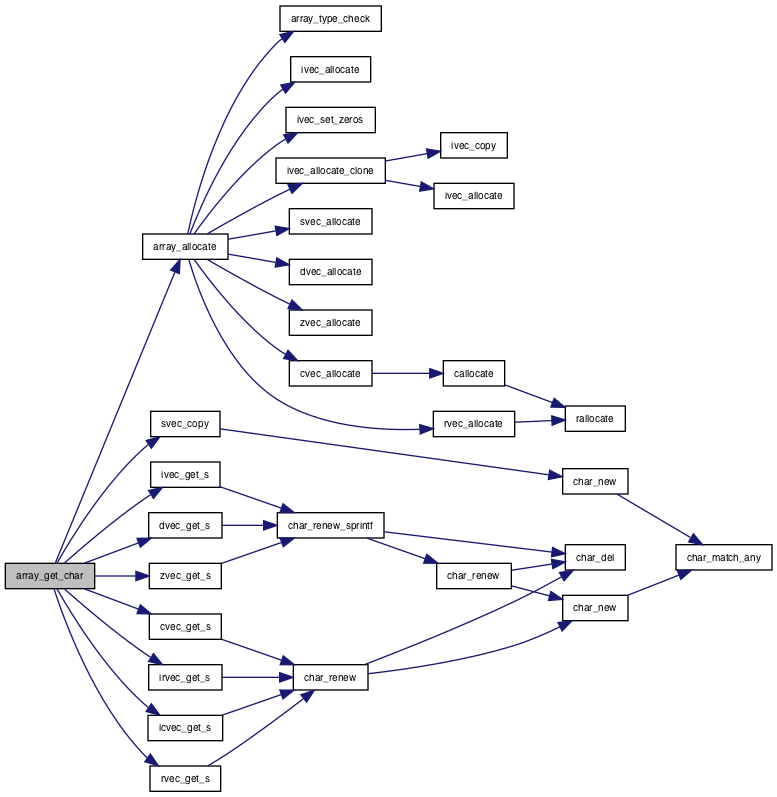 array_type_check
ivec_allocate
ivec_set_zeros
ivec_copy
ivec_allocate_clone
ivec_allocate
svec_allocate
array_allocate
dvec_allocate
zvec_allocate
cvec_allocate
callocate
rallocate
rvec_allocate
svec_copy
ivec_get_s
char_new
dvec_get_s
char_renew_sprintf
char_del
char_match_any
array_get_char
zvec_get_s
char_renew
char_new
cvec_get_s
irvec_get_s
char_renew
icvec_get_s
rvec_get_s